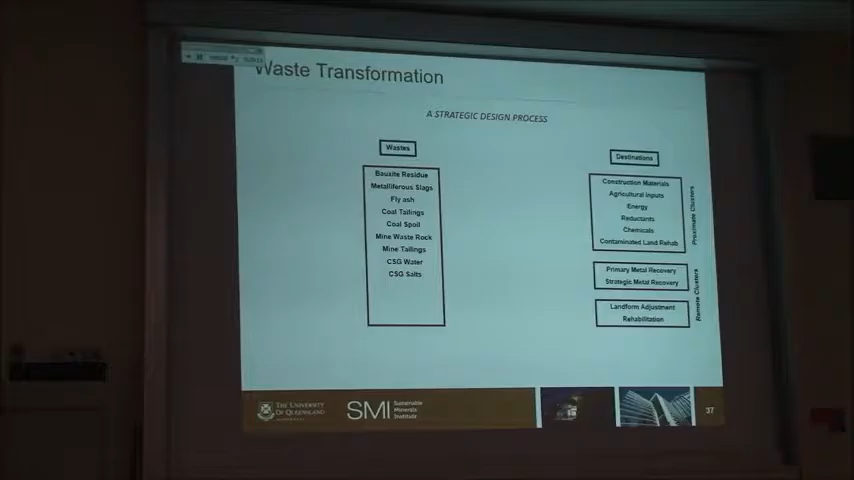 Waste Transformation
A STRATEGIC DESIGN PROCESS
Wastes
Bauxite Residue
Metalliferous Slags
Fly ash
Coal Tailings
Coal Spoil
Mine Waste Rock
Mine Tailings
CSG Water
CSG Salts
Destinations
Construction Materials
Agricultural Inputs
Energy
Reductants
Chemicals
Contaminated Land Rehab
Proximate Clusters
Primary Metal Recovery
Strategic Metal Recovery
Landform Adjustment
Rehabilitation
Remote Clusters
THE UNIVERSITY
OF QUEENSLAND
SMI
Sustainable
Minerals
Institute
37